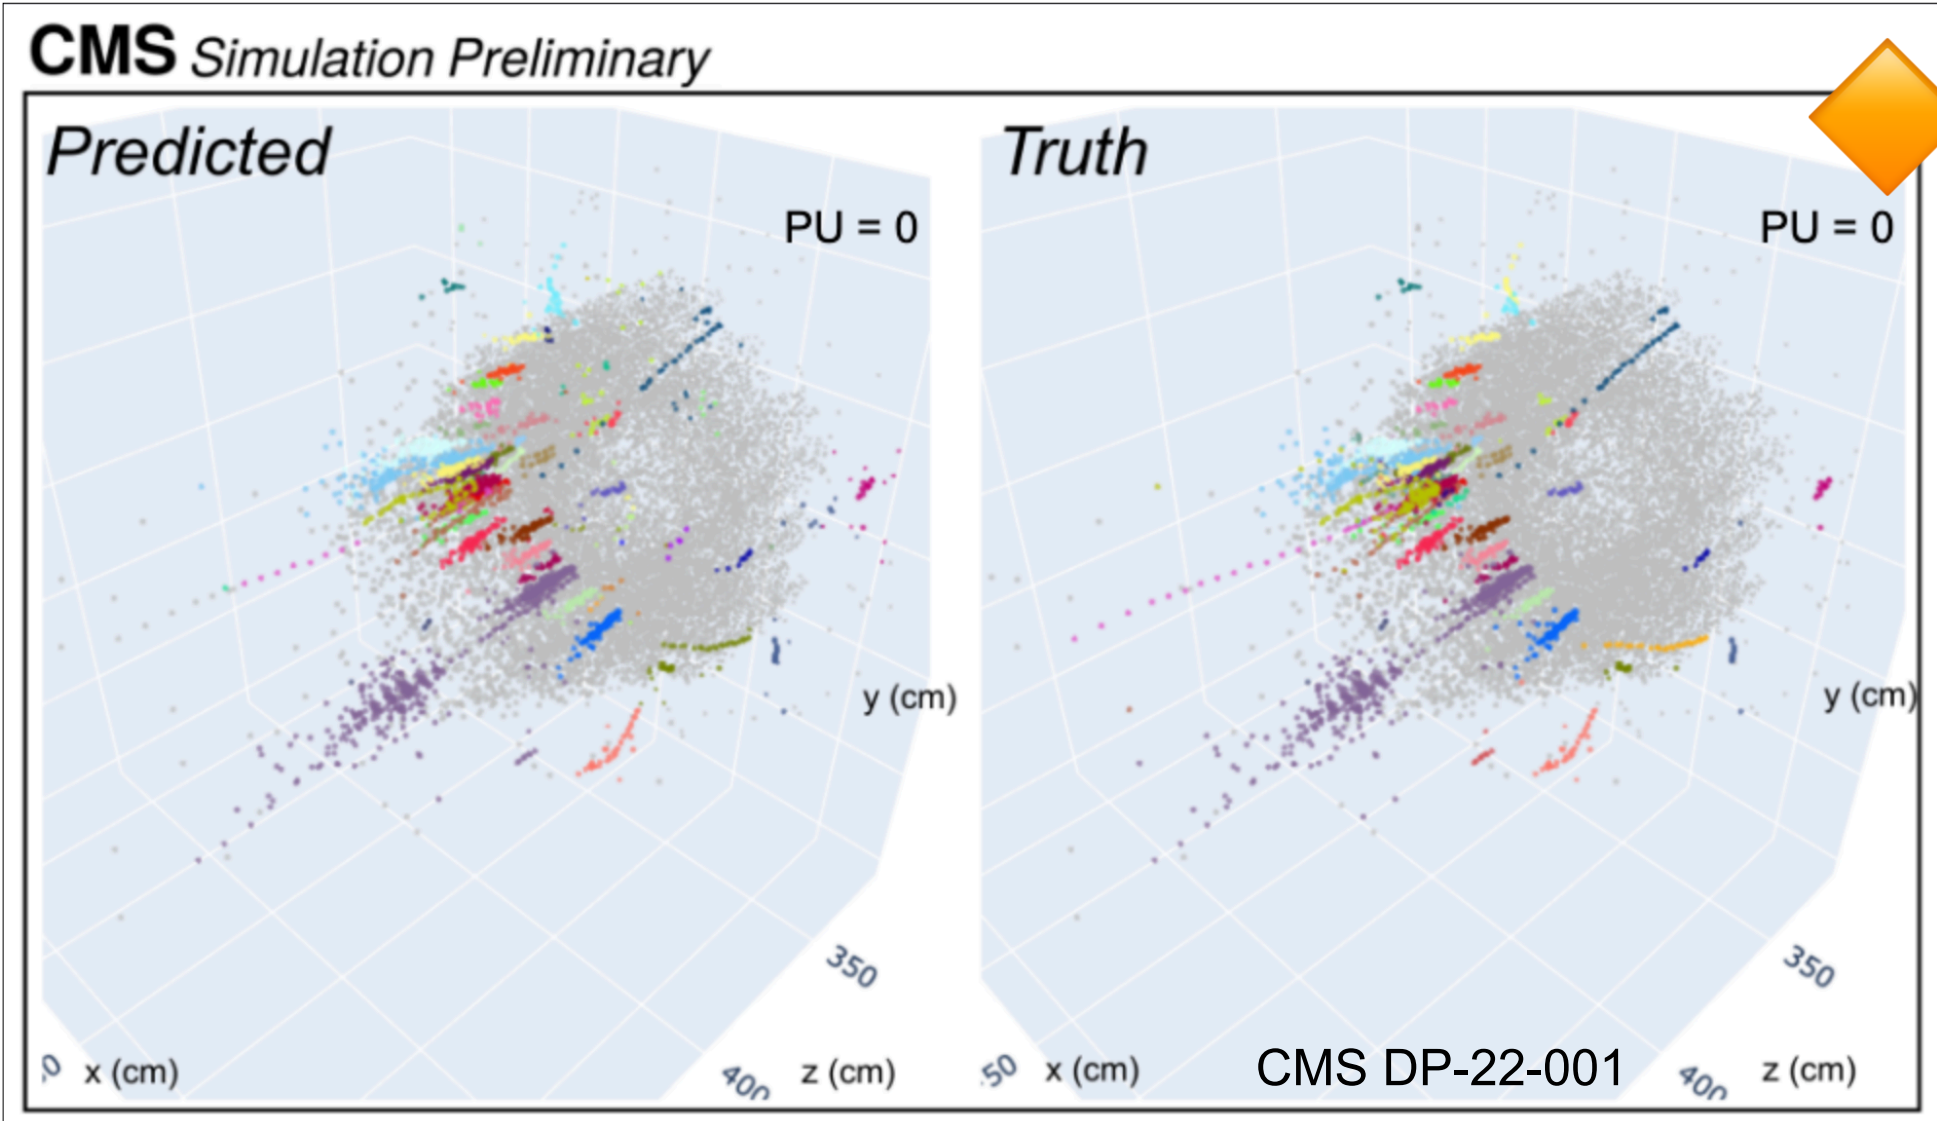 CMS Simulation Preliminary
Predicted
PU = 0
y (cm)
350
x (cm)
400
z (cm)
Truth
PU = 0
y (cm)
350
50
x (cm)
CMS DP-22-001
400
z (cm)